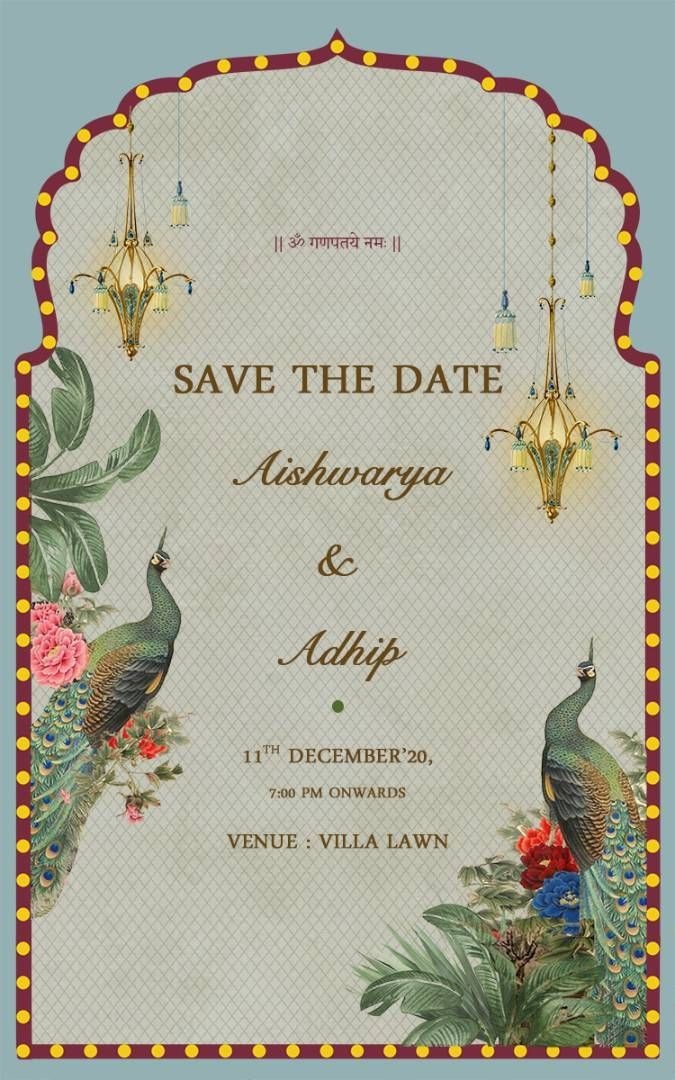 || ॐ गणपतये नमः ||
SAVE THE DATE
Aishwarya
&
Adhip
11TH DECEMBER'20,
7:00 PM ONWARDS
VENUE : VILLA LAWN